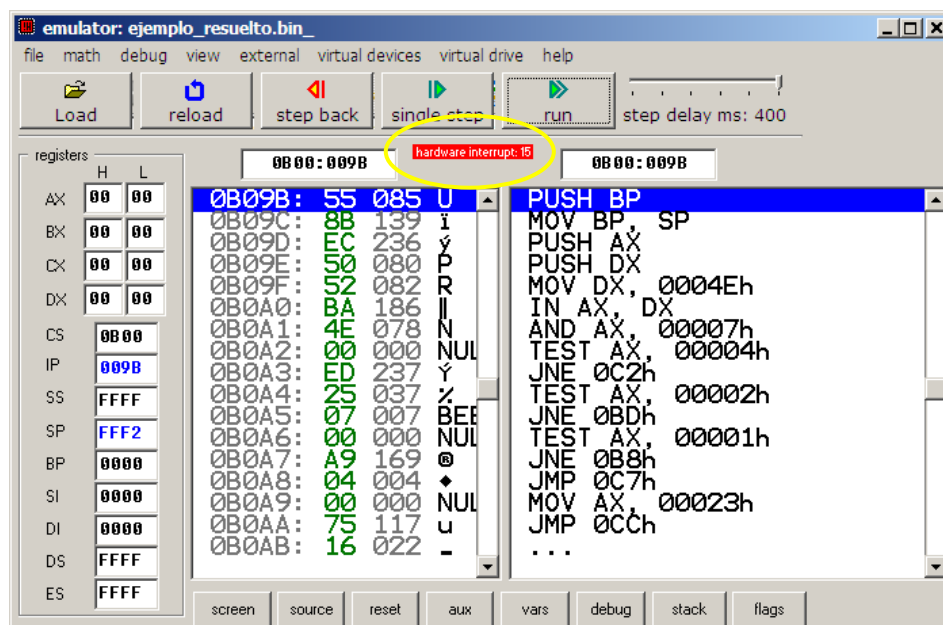 emulator: ejemplo_resuelto.bin_
file math debug view external virtual devices virtual drive help
Load reload step back single step run step delay ms: 400
registers
H L
0B00:009B hardware interrupt: 15 0B00:009B
AX 00 00
BX 00 00
CX 00 00
DX 00 00
CS 0B00
IP 009B
SS FFFF
SP FFF2
BP 0000
SI 0000
DI 0000
DS FFFF
ES FFFF
0B09B: 55 085 U
0B09C: 8B 139 ï
0B09D: EC 236 ý
0B09E: 50 080 P
0B09F: 52 082 R
0B0A0: BA 186 ‖
0B0A1: 4E 078 N
0B0A2: 00 000 NUL
0B0A3: ED 237 Ý
0B0A4: 25 037 %
0B0A5: 07 007 BEE
0B0A6: 00 000 NUL
0B0A7: A9 169 ®
0B0A8: 04 004 ♦
0B0A9: 00 000 NUL
0B0AA: 75 117 u
0B0AB: 16 022 ▬
PUSH BP
MOV BP, SP
PUSH AX
PUSH DX
MOV DX, 0004Eh
IN AX, DX
AND AX, 00007h
TEST AX, 00004h
JNE 0C2h
TEST AX, 00002h
JNE 0BDh
TEST AX, 00001h
JNE 0B8h
JMP 0C7h
MOV AX, 00023h
JMP 0CCh
...
screen source reset aux vars debug stack flags